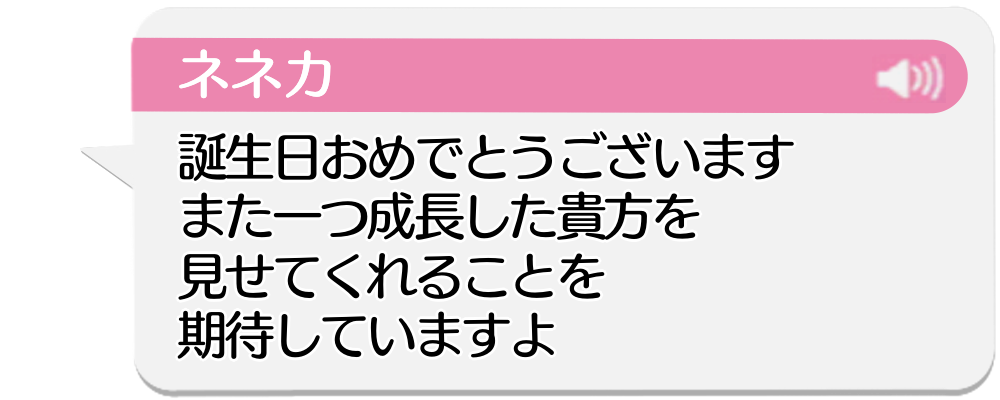 ネネカ
誕生日おめでとうございます
また一つ成長した貴方を
見せてくれることを
期待していますよ